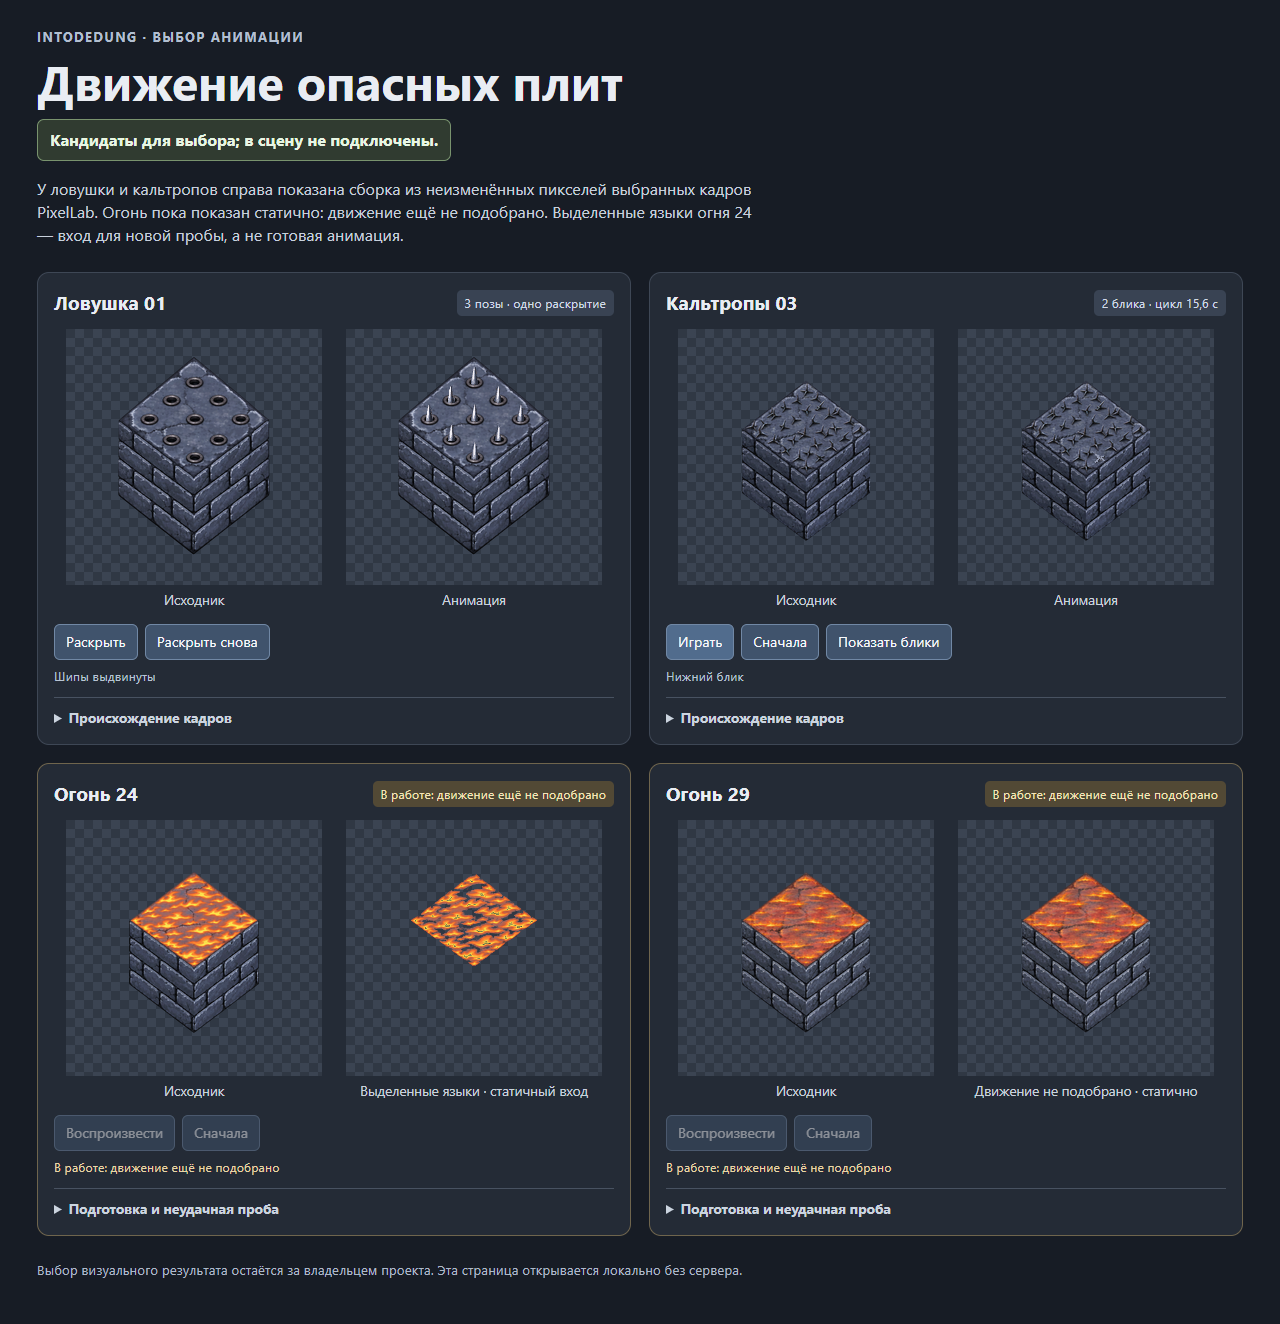 INTODEDUNG · ВЫБОР АНИМАЦИИ
Движение опасных плит
Кандидаты для выбора; в сцену не подключены.
У ловушки и кальтропов справа показана сборка из неизменённых пикселей выбранных кадров
PixelLab. Огонь пока показан статично: движение ещё не подобрано. Выделенные языки огня 24
— вход для новой пробы, а не готовая анимация.
Ловушка 01
3 позы · одно раскрытие
Исходник
Анимация
Раскрыть
Раскрыть снова
Шипы выдвинуты
Происхождение кадров
Кальтропы 03
2 блика · цикл 15,6 с
Исходник
Анимация
Играть
Сначала
Показать блики
Нижний блик
Происхождение кадров
Огонь 24
В работе: движение ещё не подобрано
Исходник
Выделенные языки · статичный вход
Воспроизвести
Сначала
В работе: движение ещё не подобрано
Подготовка и неудачная проба
Огонь 29
В работе: движение ещё не подобрано
Исходник
Движение не подобрано · статично
Воспроизвести
Сначала
В работе: движение ещё не подобрано
Подготовка и неудачная проба
Выбор визуального результата остаётся за владельцем проекта. Эта страница открывается локально без сервера.